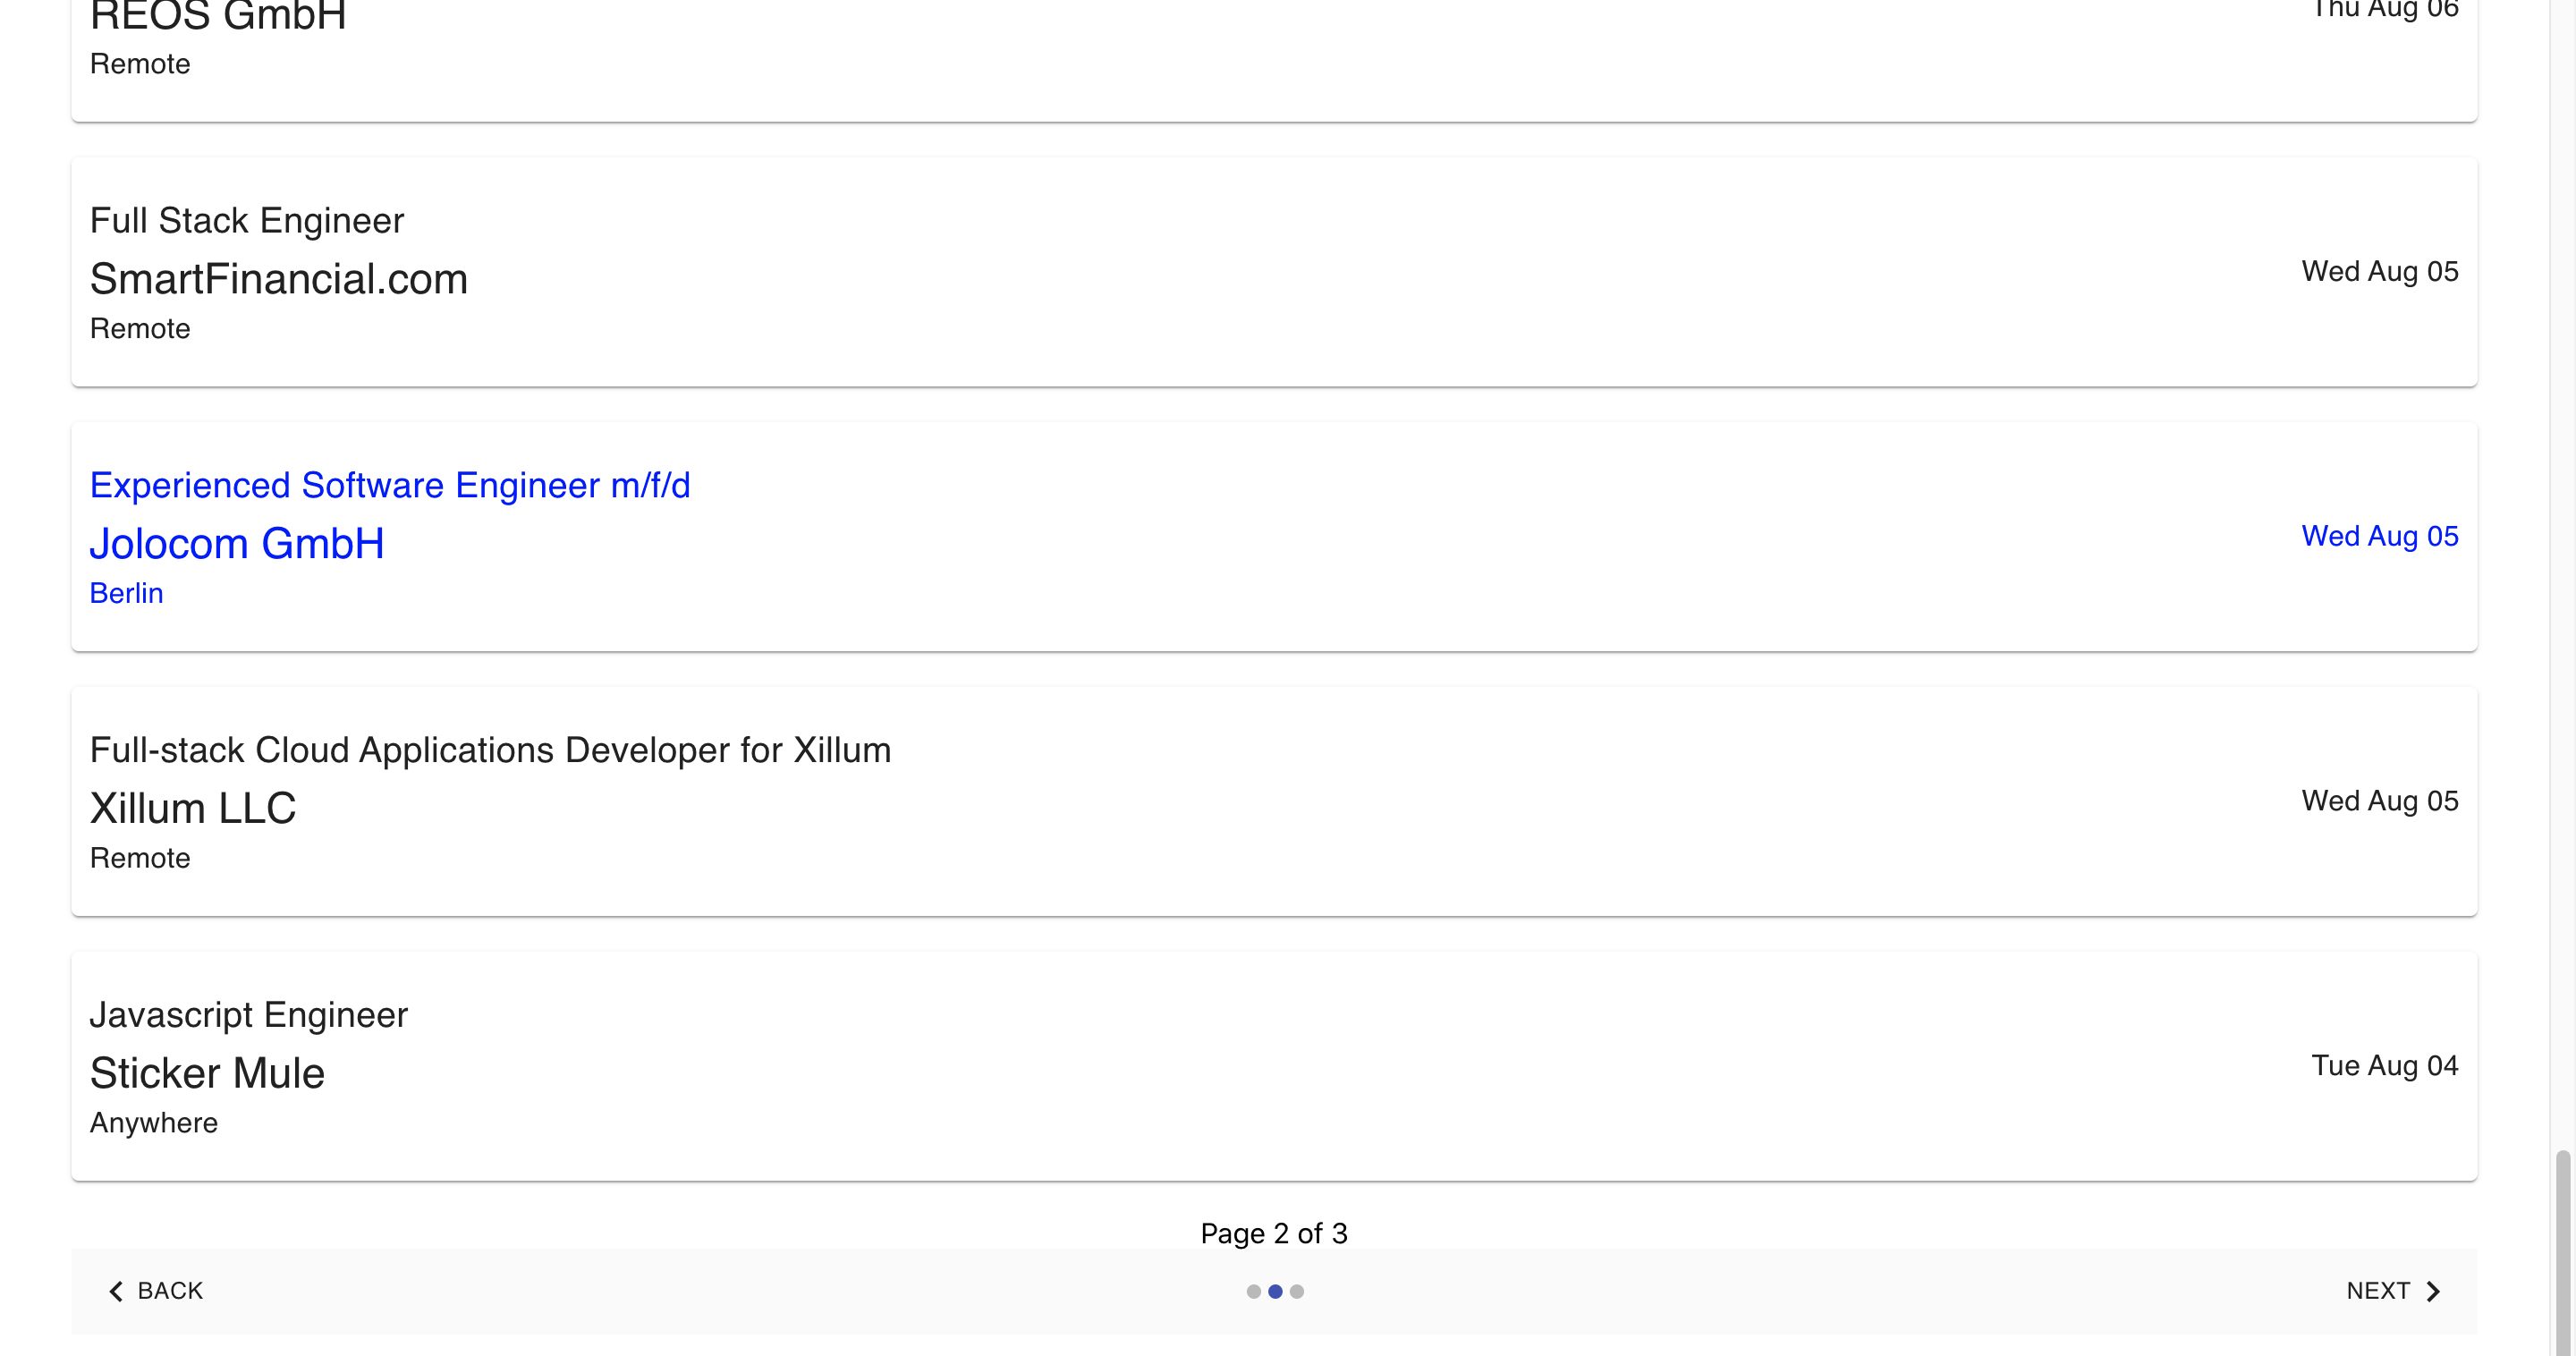 REOS GmbH
Thu Aug 06
Remote
Full Stack Engineer
SmartFinancial.com
Wed Aug 05
Remote
Experienced Software Engineer m/f/d
Jolocom GmbH
Wed Aug 05
Berlin
Full-stack Cloud Applications Developer for Xillum
Xillum LLC
Wed Aug 05
Remote
Javascript Engineer
Sticker Mule
Tue Aug 04
Anywhere
Page 2 of 3
BACK
NEXT